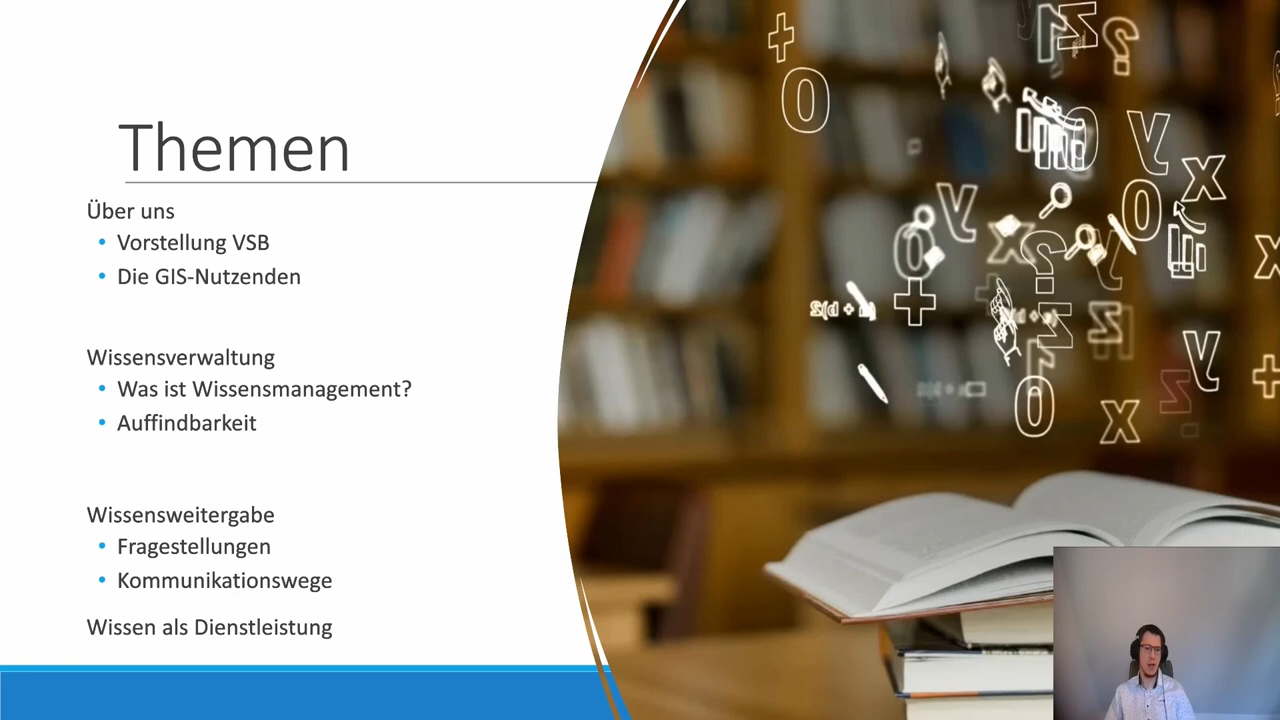 Themen
Über uns
• Vorstellung VSB
• Die GIS-Nutzenden
Wissensverwaltung
• Was ist Wissensmanagement?
• Auffindbarkeit
Wissensweitergabe
• Fragestellungen
• Kommunikationswege
Wissen als Dienstleistung